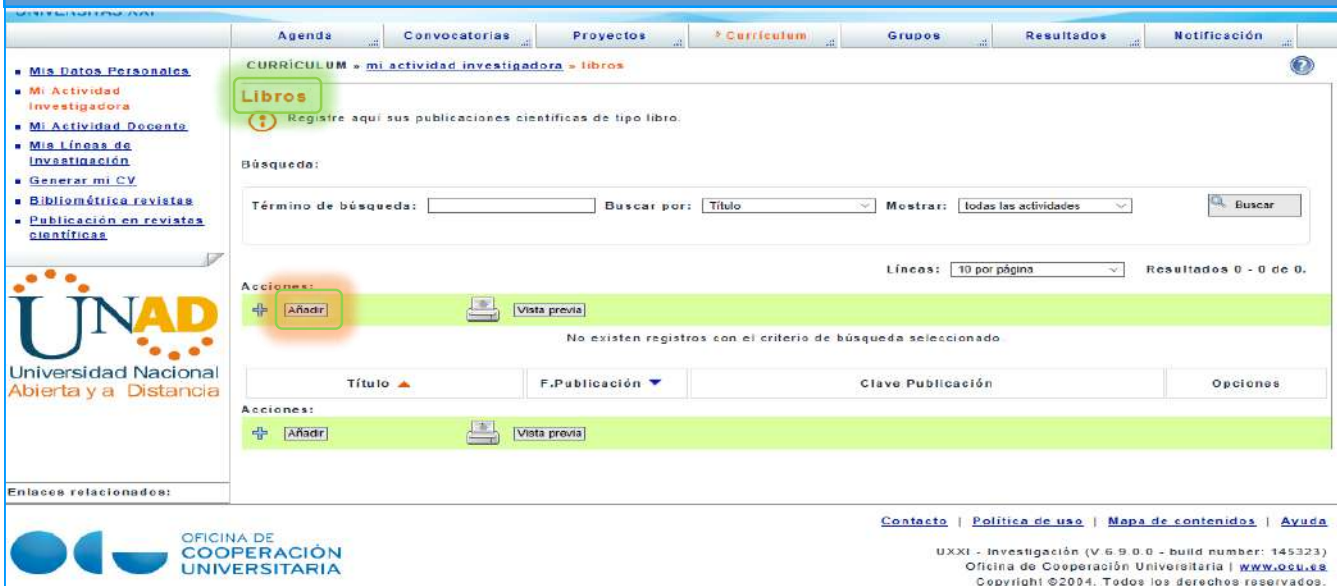 UNIVERSITAS XXI
Agenda Convocatorias Proyectos Currículum Grupos Resultados Notificación
Mis Datos Personales
Mi Actividad
Investigadora
Mi Actividad Docente
Mis Líneas de
Investigación
Generar mi CV
Bibliométrica revistas
Publicación en revistas
científicas
UNAD
Universidad Nacional
Abierta y a Distancia
Enlaces relacionados:
CURRÍCULUM » mi actividad investigadora » libros
Libros
Registre aquí sus publicaciones científicas de tipo libro.
Búsqueda:
Término de búsqueda: Buscar por: Título Mostrar: todas las actividades Buscar
Líneas: 10 por página Resultados 0 - 0 de 0.
Acciones:
Añadir Vista previa
No existen registros con el criterio de búsqueda seleccionado.
Título F.Publicación Clave Publicación Opciones
Acciones:
Añadir Vista previa
OFICINA DE
COOPERACIÓN
UNIVERSITARIA
Contacto | Política de uso | Mapa de contenidos | Ayuda
UXXI - Investigación (V.6.9.0.0 - build number: 145323)
Oficina de Cooperación Universitaria | www.ocu.es
Copyright ©2004. Todos los derechos reservados.